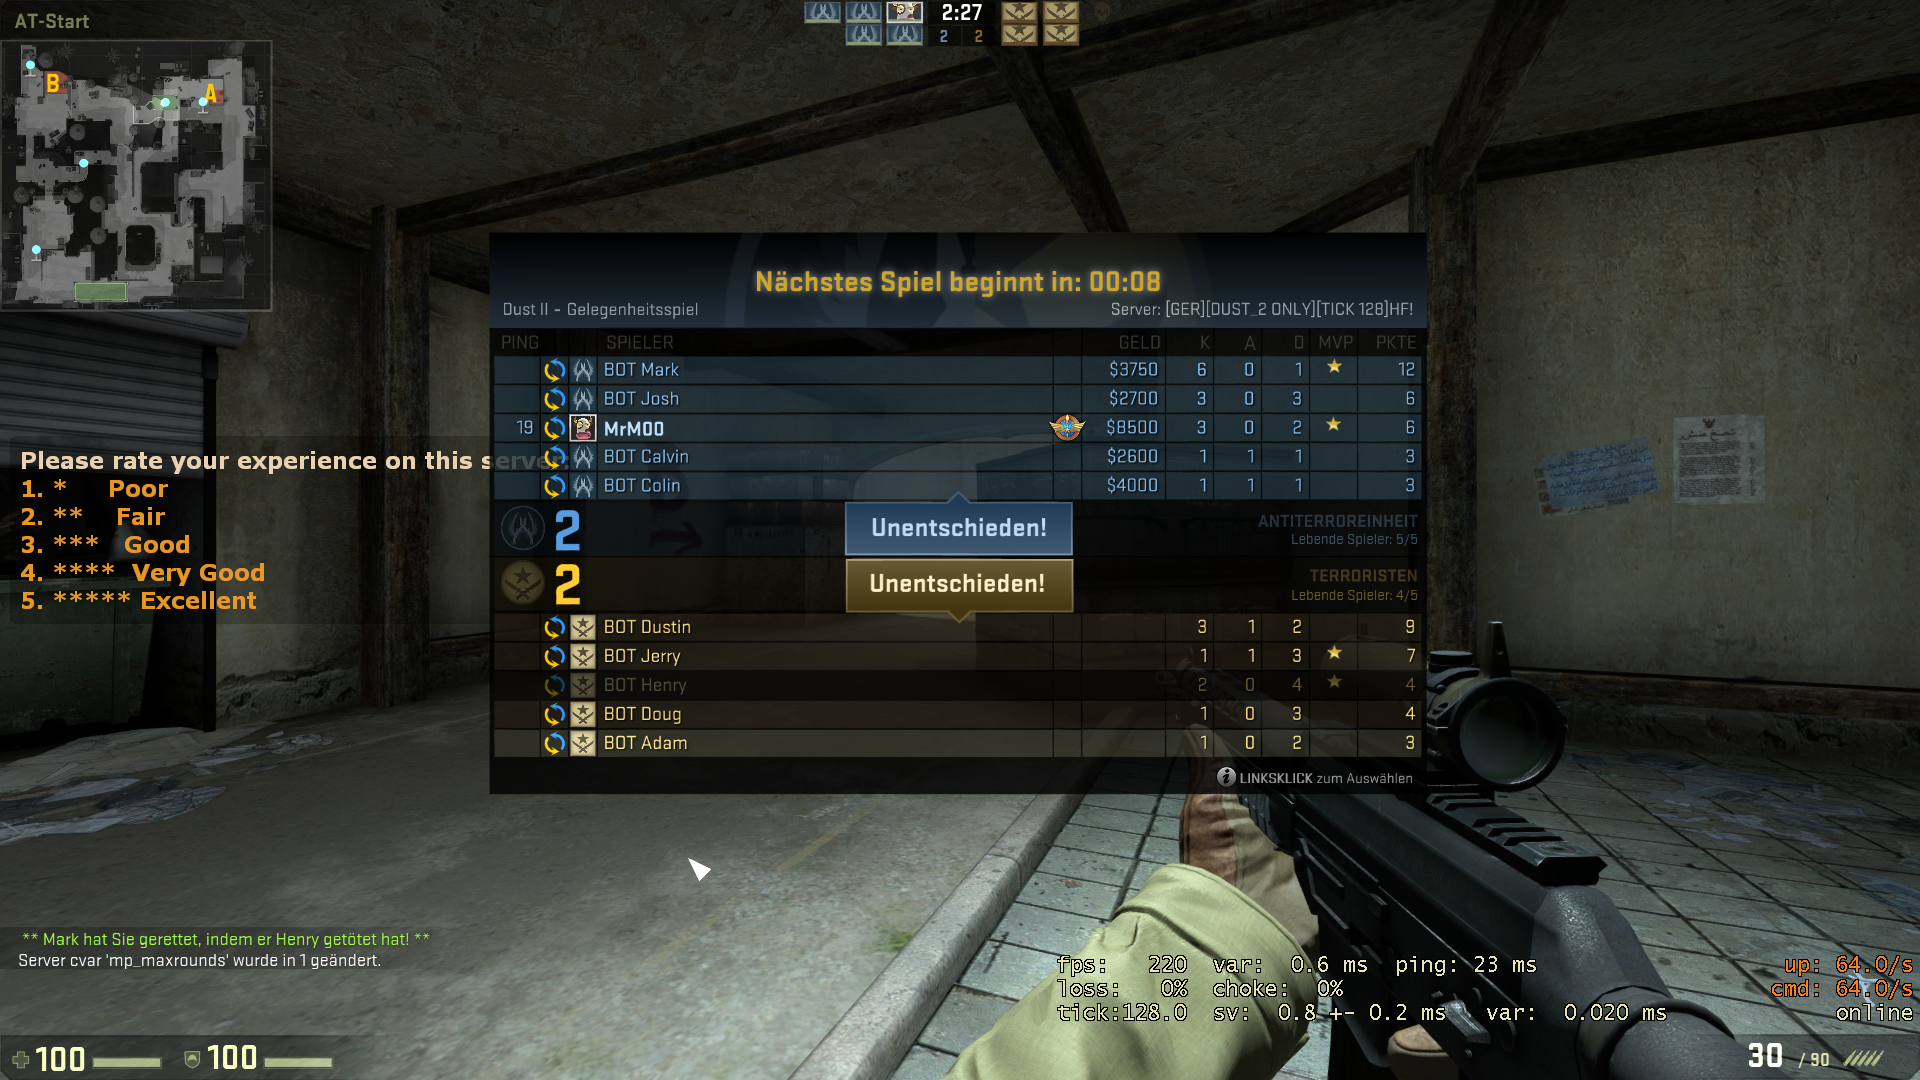 AT-Start
2:27
2 2
B
A
Nächstes Spiel beginnt in: 00:08
Dust II - Gelegenheitsspiel
Server: [GER][DUST_2 ONLY][TICK 128]HF!
PING SPIELER GELD K A D MVP PKTE
BOT Mark $3750 6 0 1 12
BOT Josh $2700 3 0 3 6
19 MrM00 $8500 3 0 2 6
BOT Calvin $2600 1 1 1 3
BOT Colin $4000 1 1 1 3
2 Unentschieden! ANTITERROREINHEIT
Lebende Spieler: 5/5
2 Unentschieden! TERRORISTEN
Lebende Spieler: 4/5
BOT Dustin 3 1 2 9
BOT Jerry 1 1 3 7
BOT Henry 2 0 4 4
BOT Doug 1 0 3 4
BOT Adam 1 0 2 3
LINKSKLICK zum Auswählen
Please rate your experience on this server:
1. * Poor
2. ** Fair
3. *** Good
4. **** Very Good
5. ***** Excellent
** Mark hat Sie gerettet, indem er Henry getötet hat! **
Server cvar 'mp_maxrounds' wurde in 1 geändert.
fps: 220 var: 0.6 ms ping: 23 ms
loss: 0% choke: 0%
tick:128.0 sv: 0.8 +- 0.2 ms var: 0.020 ms
up: 64.0/s
cmd: 64.0/s
online
100 100
30 / 90